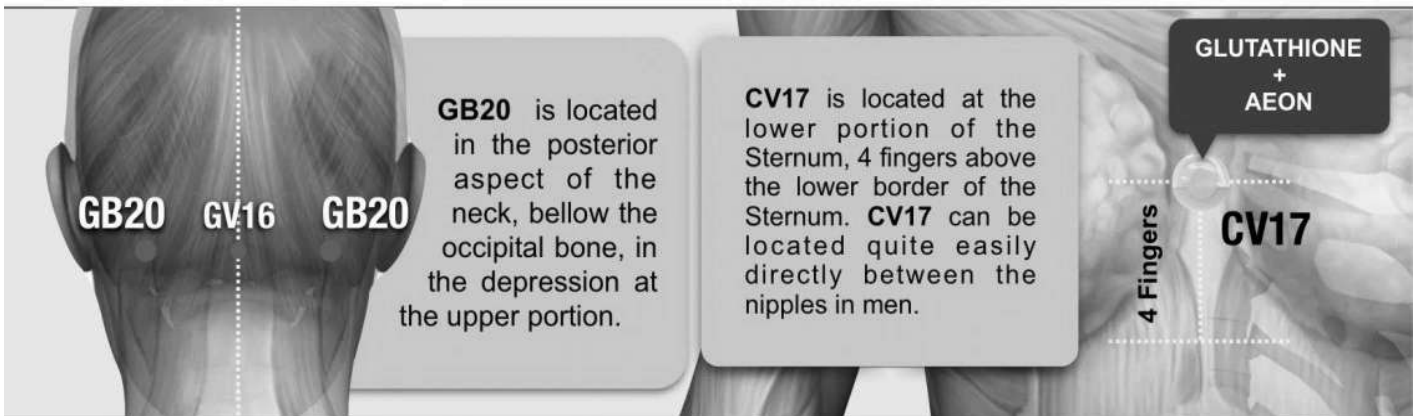 GB20
GV16
GB20
GB20 is located
in the posterior
aspect of the
neck, bellow the
occipital bone, in
the depression at
the upper portion.
CV17 is located at the
lower portion of the
Sternum, 4 fingers above
the lower border of the
Sternum. CV17 can be
located quite easily
directly between the
nipples in men.
GLUTATHIONE
+
AEON
CV17
4 Fingers